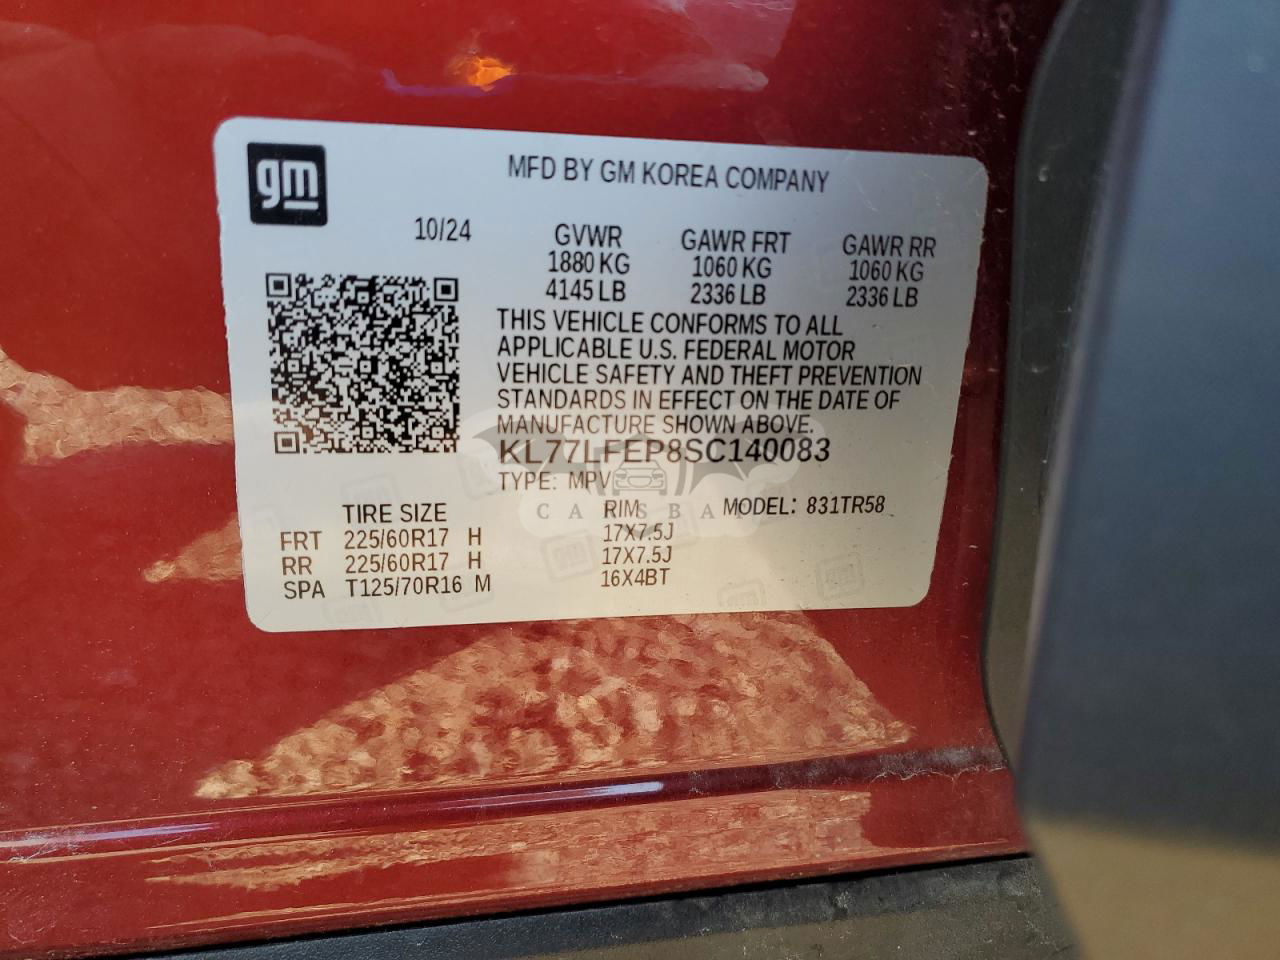 gm
MFD BY GM KOREA COMPANY
10/24
GVWR GAWR FRT GAWR RR
1880 KG 1060 KG 1060 KG
4145 LB 2336 LB 2336 LB
THIS VEHICLE CONFORMS TO ALL
APPLICABLE U.S. FEDERAL MOTOR
VEHICLE SAFETY AND THEFT PREVENTION
STANDARDS IN EFFECT ON THE DATE OF
MANUFACTURE SHOWN ABOVE.
KL77LFEP8SC140083
TYPE: MPV
TIRE SIZE RIM MODEL: 831TR58
FRT 225/60R17 H 17X7.5J
RR 225/60R17 H 17X7.5J
SPA T125/70R16 M 16X4BT